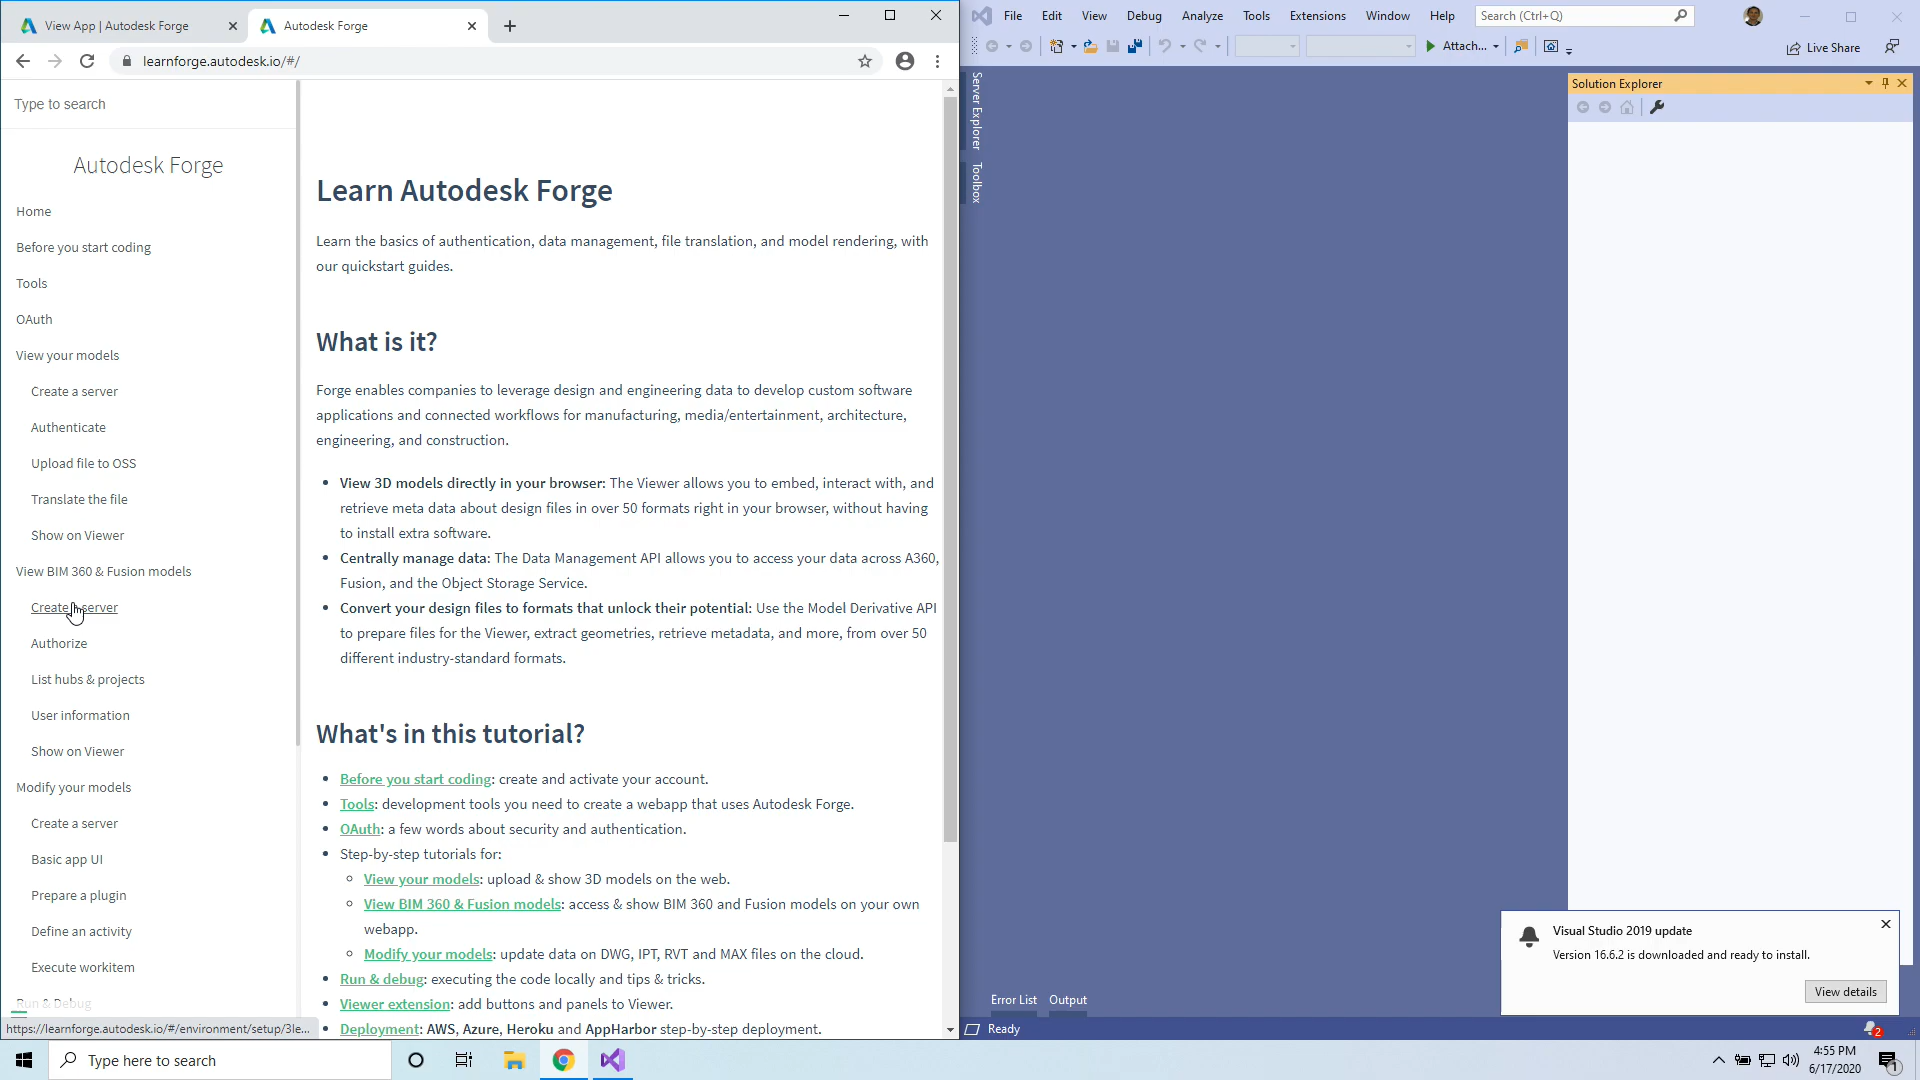 View App | Autodesk Forge
Autodesk Forge
learnforge.autodesk.io/#/
Type to search
Autodesk Forge
Home
Before you start coding
Tools
OAuth
View your models
Create a server
Authenticate
Upload file to OSS
Translate the file
Show on Viewer
View BIM 360 & Fusion models
Create a server
Authorize
List hubs & projects
User information
Show on Viewer
Modify your models
Create a server
Basic app UI
Prepare a plugin
Define an activity
Execute workitem
Run & Debug
https://learnforge.autodesk.io/#/environment/setup/3le...
Learn Autodesk Forge
Learn the basics of authentication, data management, file translation, and model rendering, with
our quickstart guides.
What is it?
Forge enables companies to leverage design and engineering data to develop custom software
applications and connected workflows for manufacturing, media/entertainment, architecture,
engineering, and construction.
• View 3D models directly in your browser: The Viewer allows you to embed, interact with, and
retrieve meta data about design files in over 50 formats right in your browser, without having
to install extra software.
• Centrally manage data: The Data Management API allows you to access your data across A360,
Fusion, and the Object Storage Service.
• Convert your design files to formats that unlock their potential: Use the Model Derivative API
to prepare files for the Viewer, extract geometries, retrieve metadata, and more, from over 50
different industry-standard formats.
What's in this tutorial?
• Before you start coding: create and activate your account.
• Tools: development tools you need to create a webapp that uses Autodesk Forge.
• OAuth: a few words about security and authentication.
• Step-by-step tutorials for:
◦ View your models: upload & show 3D models on the web.
◦ View BIM 360 & Fusion models: access & show BIM 360 and Fusion models on your own
webapp.
◦ Modify your models: update data on DWG, IPT, RVT and MAX files on the cloud.
• Run & debug: executing the code locally and tips & tricks.
• Viewer extension: add buttons and panels to Viewer.
• Deployment: AWS, Azure, Heroku and AppHarbor step-by-step deployment.
File Edit View Debug Analyze Tools Extensions Window Help Search (Ctrl+Q)
Attach...
Live Share
Server Explorer
Toolbox
Solution Explorer
Visual Studio 2019 update
Version 16.6.2 is downloaded and ready to install.
View details
Error List Output
Ready
2
Type here to search
4:55 PM
6/17/2020
1